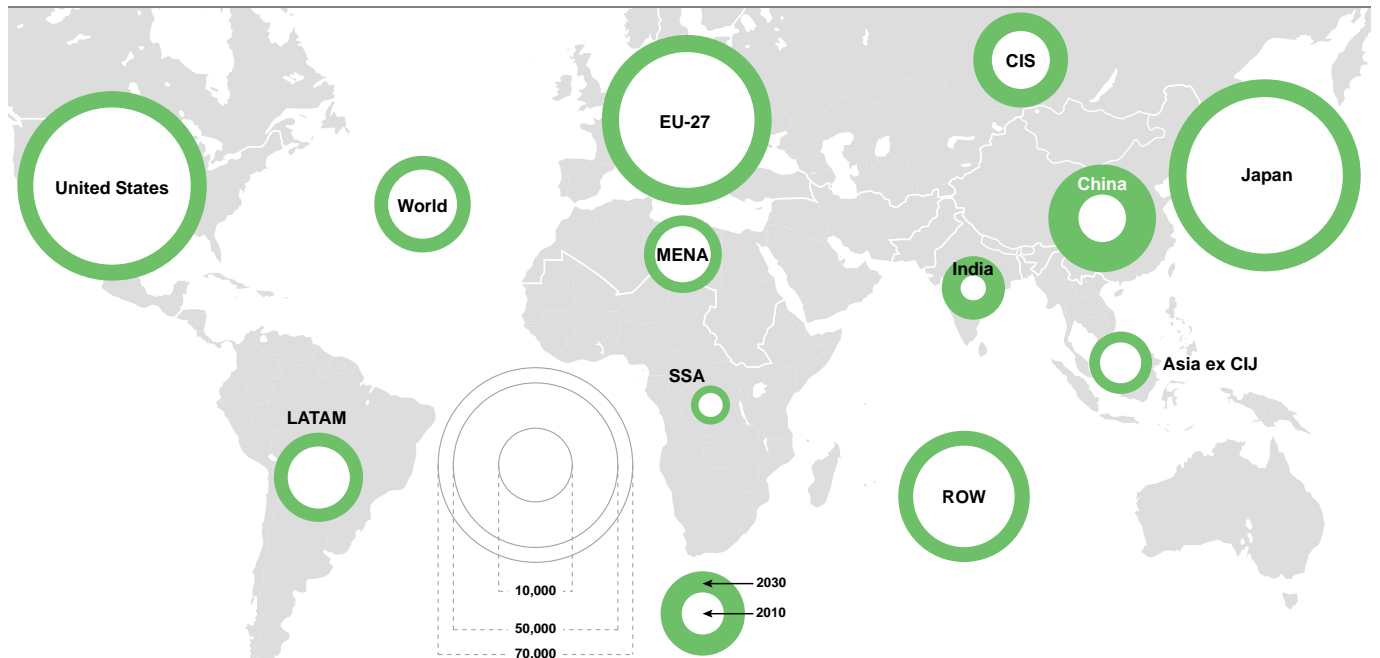 CIS
EU-27
United States
Japan
China
World
MENA
India
Asia ex CIJ
SSA
LATAM
ROW
2030
10,000
2010
50,000
70,000